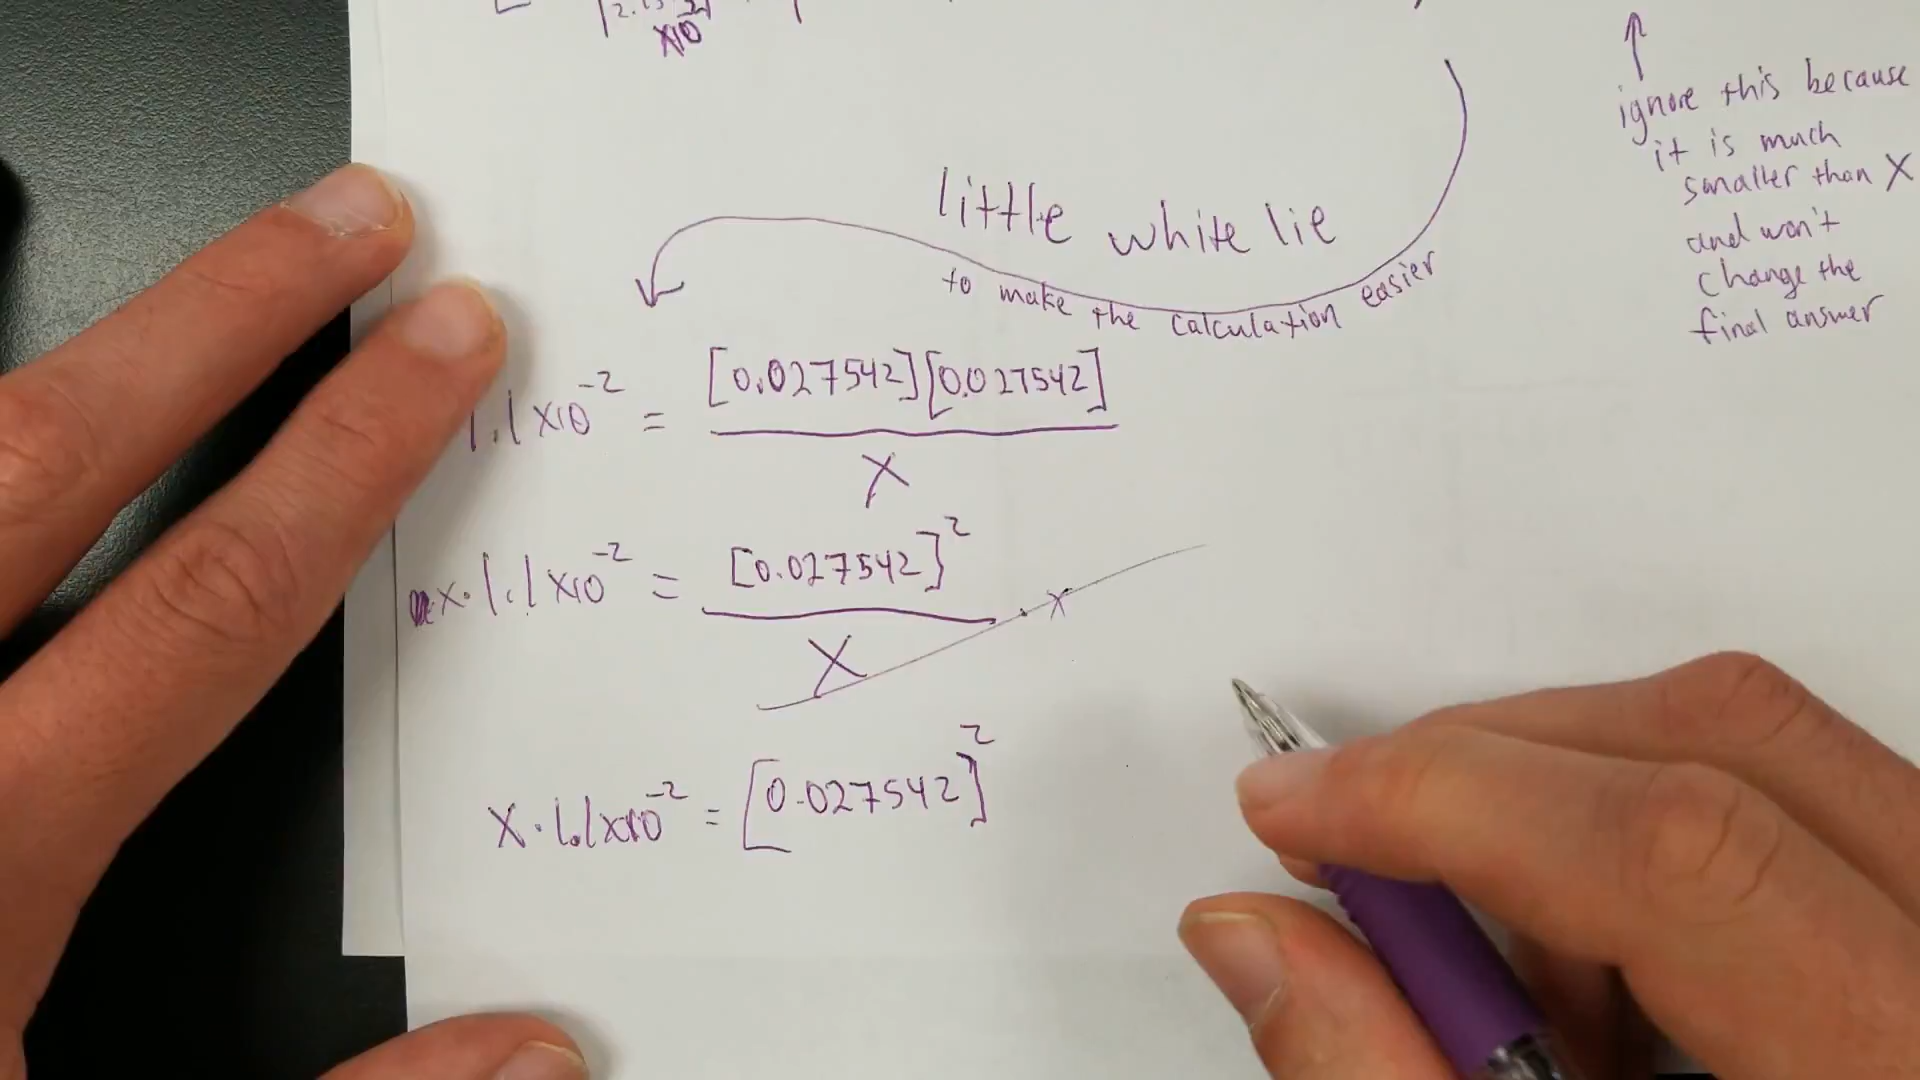 x10
ignore this because
it is much
smaller than X
and won't
change the
final answer
little white lie
to make the calculation easier
1.1 x10⁻² = [0.027542][0.027542]
X
x · 1.1 x10⁻² = [0.027542]² · x
X
X · 1.1 x10⁻² = [0.027542]²